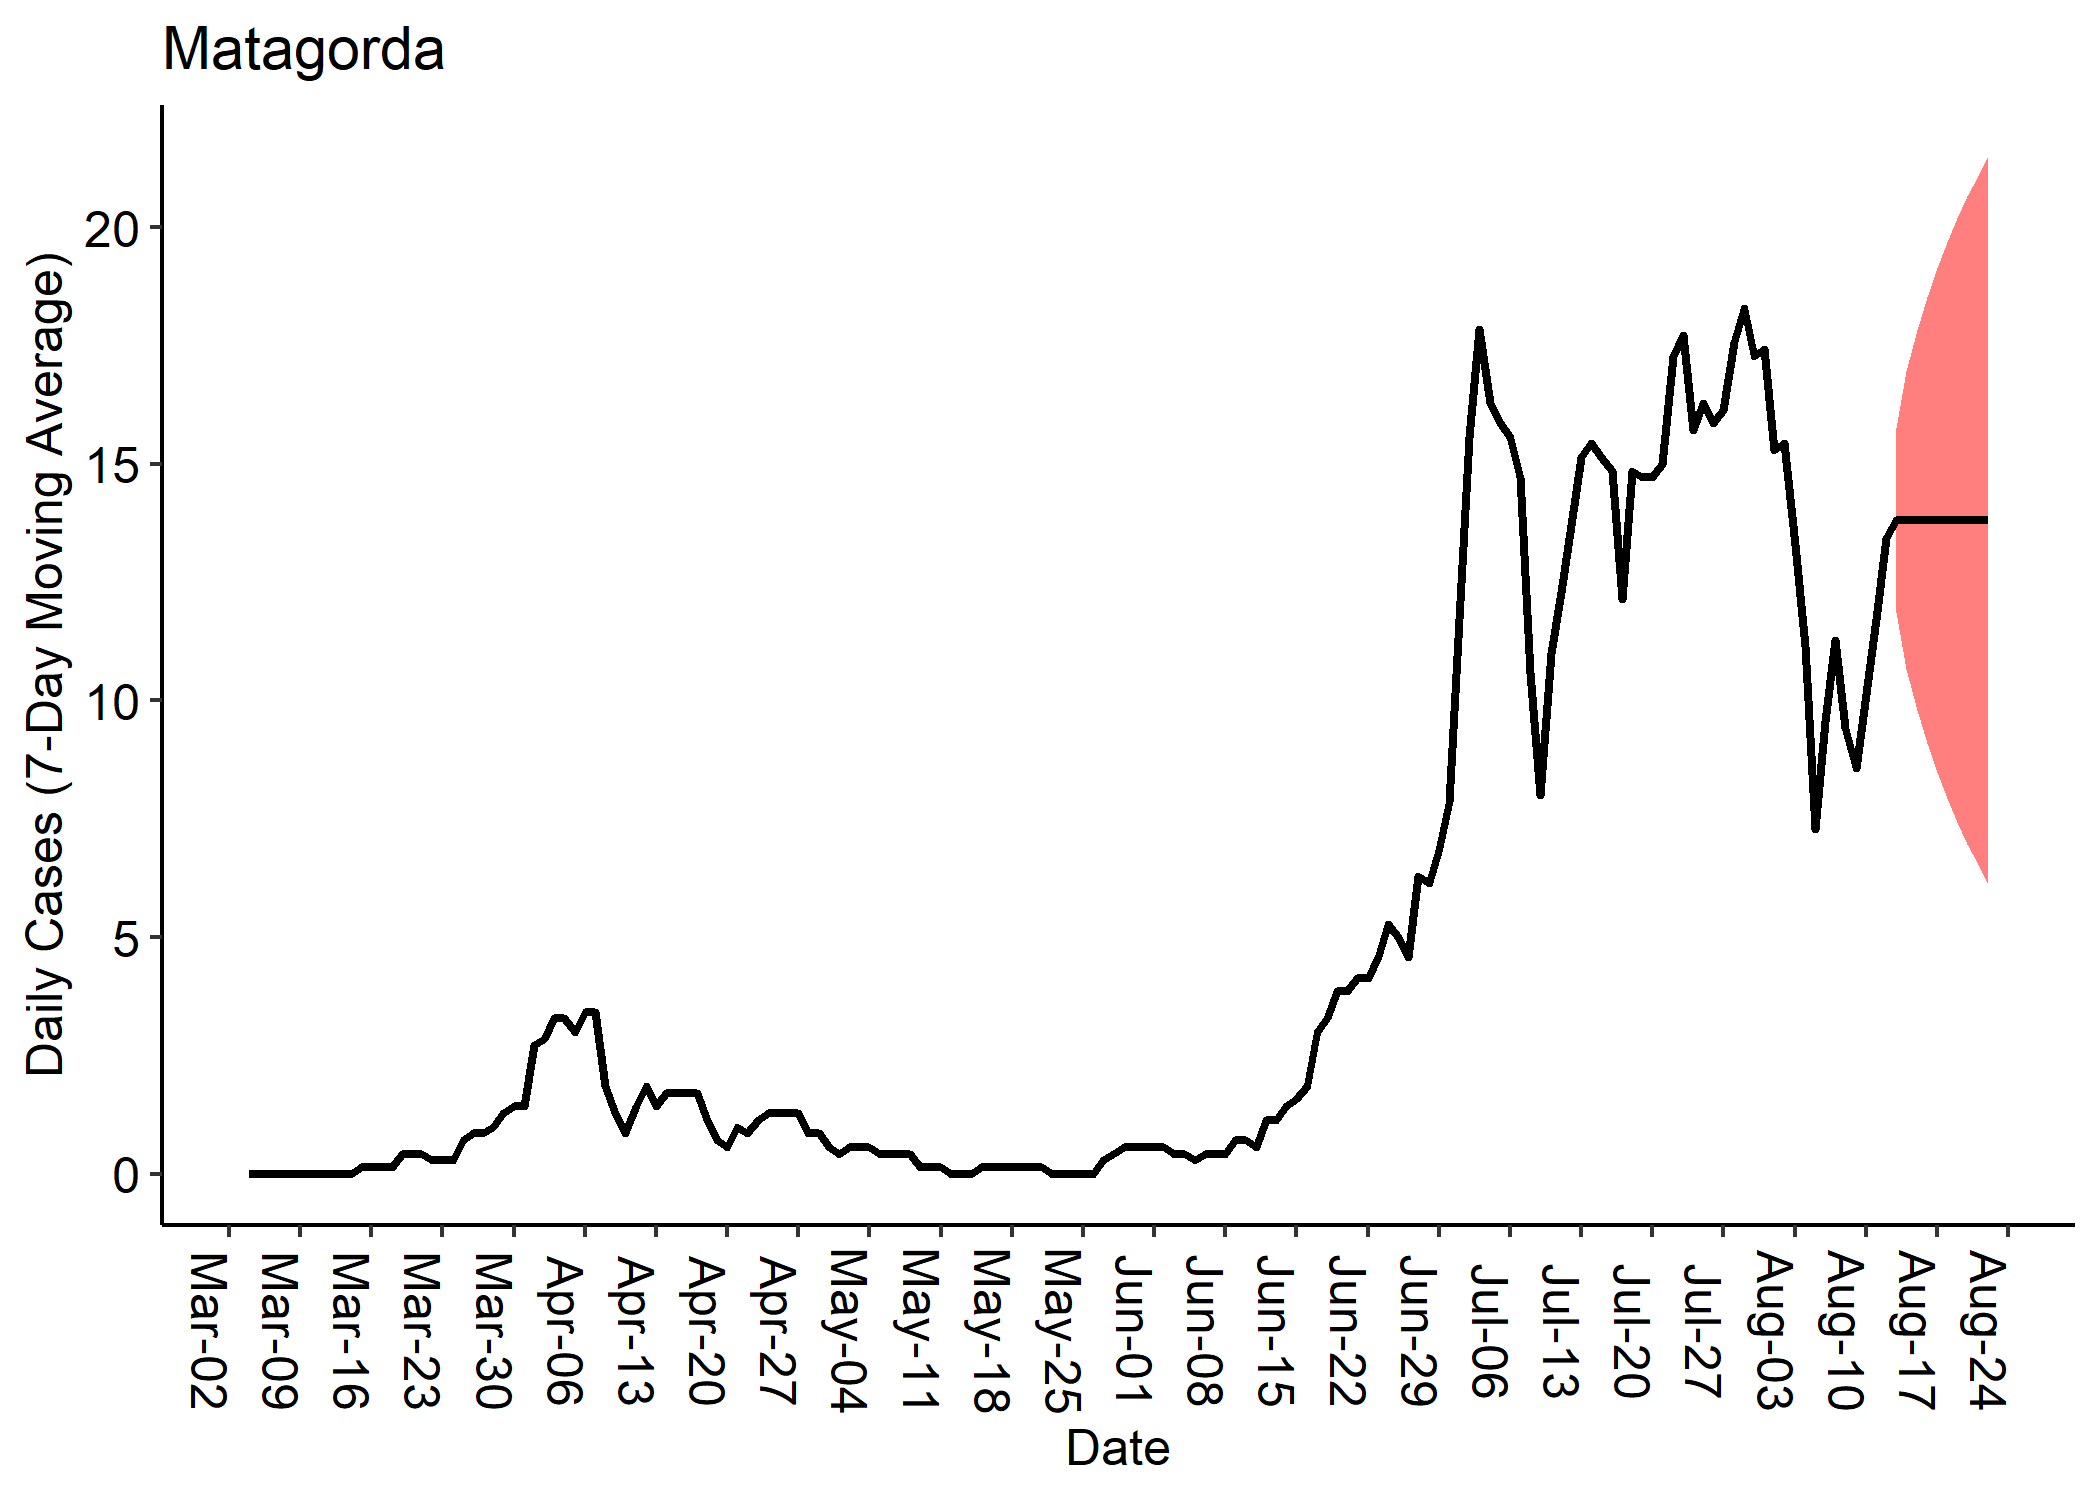 Matagorda
Daily Cases (7-Day Moving Average)
20
15
10
5
0
Mar-02
Mar-09
Mar-16
Mar-23
Mar-30
Apr-06
Apr-13
Apr-20
Apr-27
May-04
May-11
May-18
May-25
Jun-01
Jun-08
Jun-15
Jun-22
Jun-29
Jul-06
Jul-13
Jul-20
Jul-27
Aug-03
Aug-10
Aug-17
Aug-24
Date